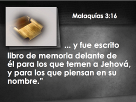 Malaquías 3:16
... y fue escrito
libro de memoria delante de
él para los que temen a Jehová,
y para los que piensan en su
nombre."